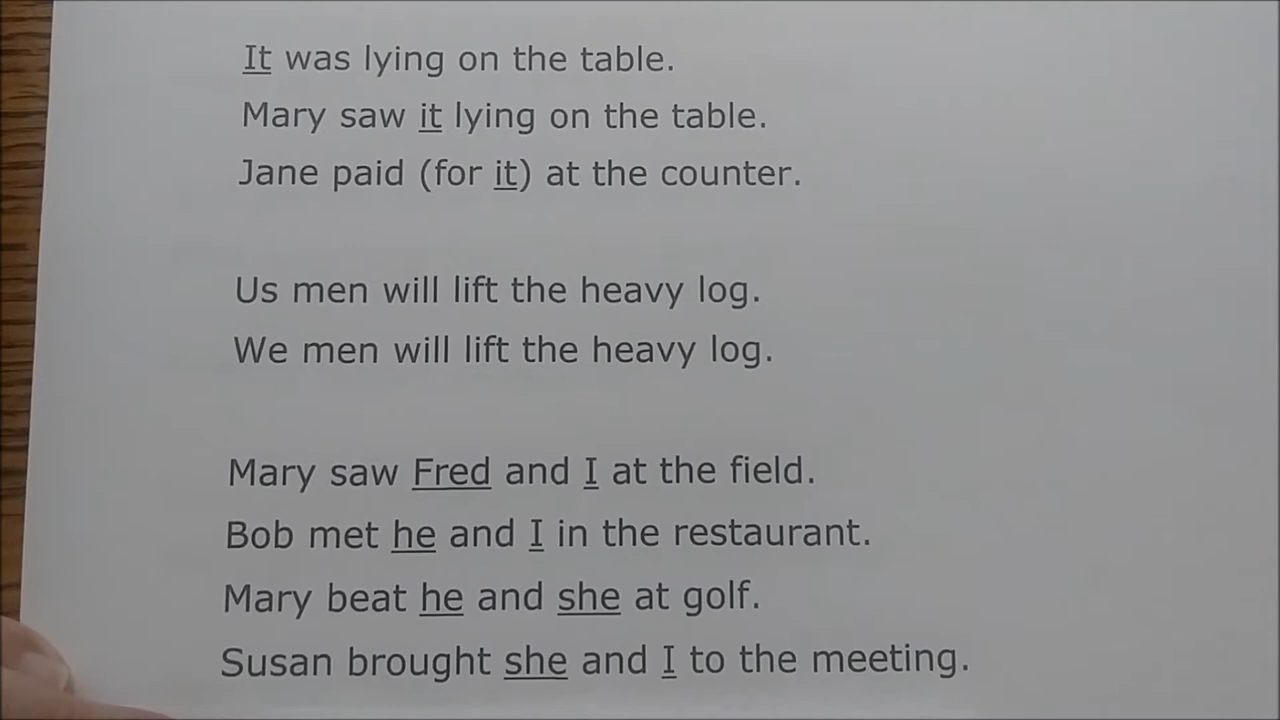 It was lying on the table.
Mary saw it lying on the table.
Jane paid (for it) at the counter.
Us men will lift the heavy log.
We men will lift the heavy log.
Mary saw Fred and I at the field.
Bob met he and I in the restaurant.
Mary beat he and she at golf.
Susan brought she and I to the meeting.